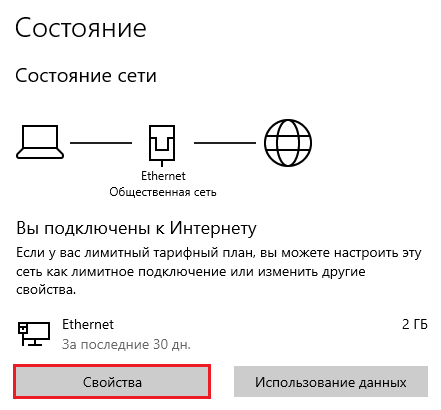 Состояние
Состояние сети
Ethernet
Общественная сеть
Вы подключены к Интернету
Если у вас лимитный тарифный план, вы можете настроить эту
сеть как лимитное подключение или изменить другие
свойства.
Ethernet 2 ГБ
За последние 30 дн.
Свойства Использование данных